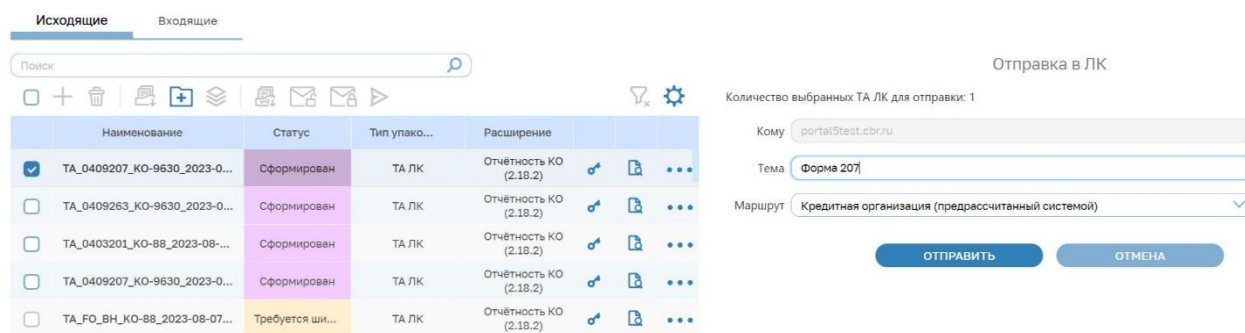 Исходящие Входящие
Поиск
Наименование Статус Тип упако... Расширение
TA_0409207_KO-9630_2023-0... Сформирован ТА ЛК Отчётность КО (2.18.2)
TA_0409263_KO-9630_2023-0... Сформирован ТА ЛК Отчётность КО (2.18.2)
TA_0403201_KO-88_2023-08-... Сформирован ТА ЛК Отчётность КО (2.18.2)
TA_0409207_KO-9630_2023-0... Сформирован ТА ЛК Отчётность КО (2.18.2)
TA_FO_BH_KO-88_2023-08-07... Требуется ши... ТА ЛК Отчётность КО (2.18.2)
Отправка в ЛК
Количество выбранных ТА ЛК для отправки: 1
Кому portal5test.cbr.ru
Тема Форма 207
Маршрут Кредитная организация (предрассчитанный системой)
ОТПРАВИТЬ ОТМЕНА